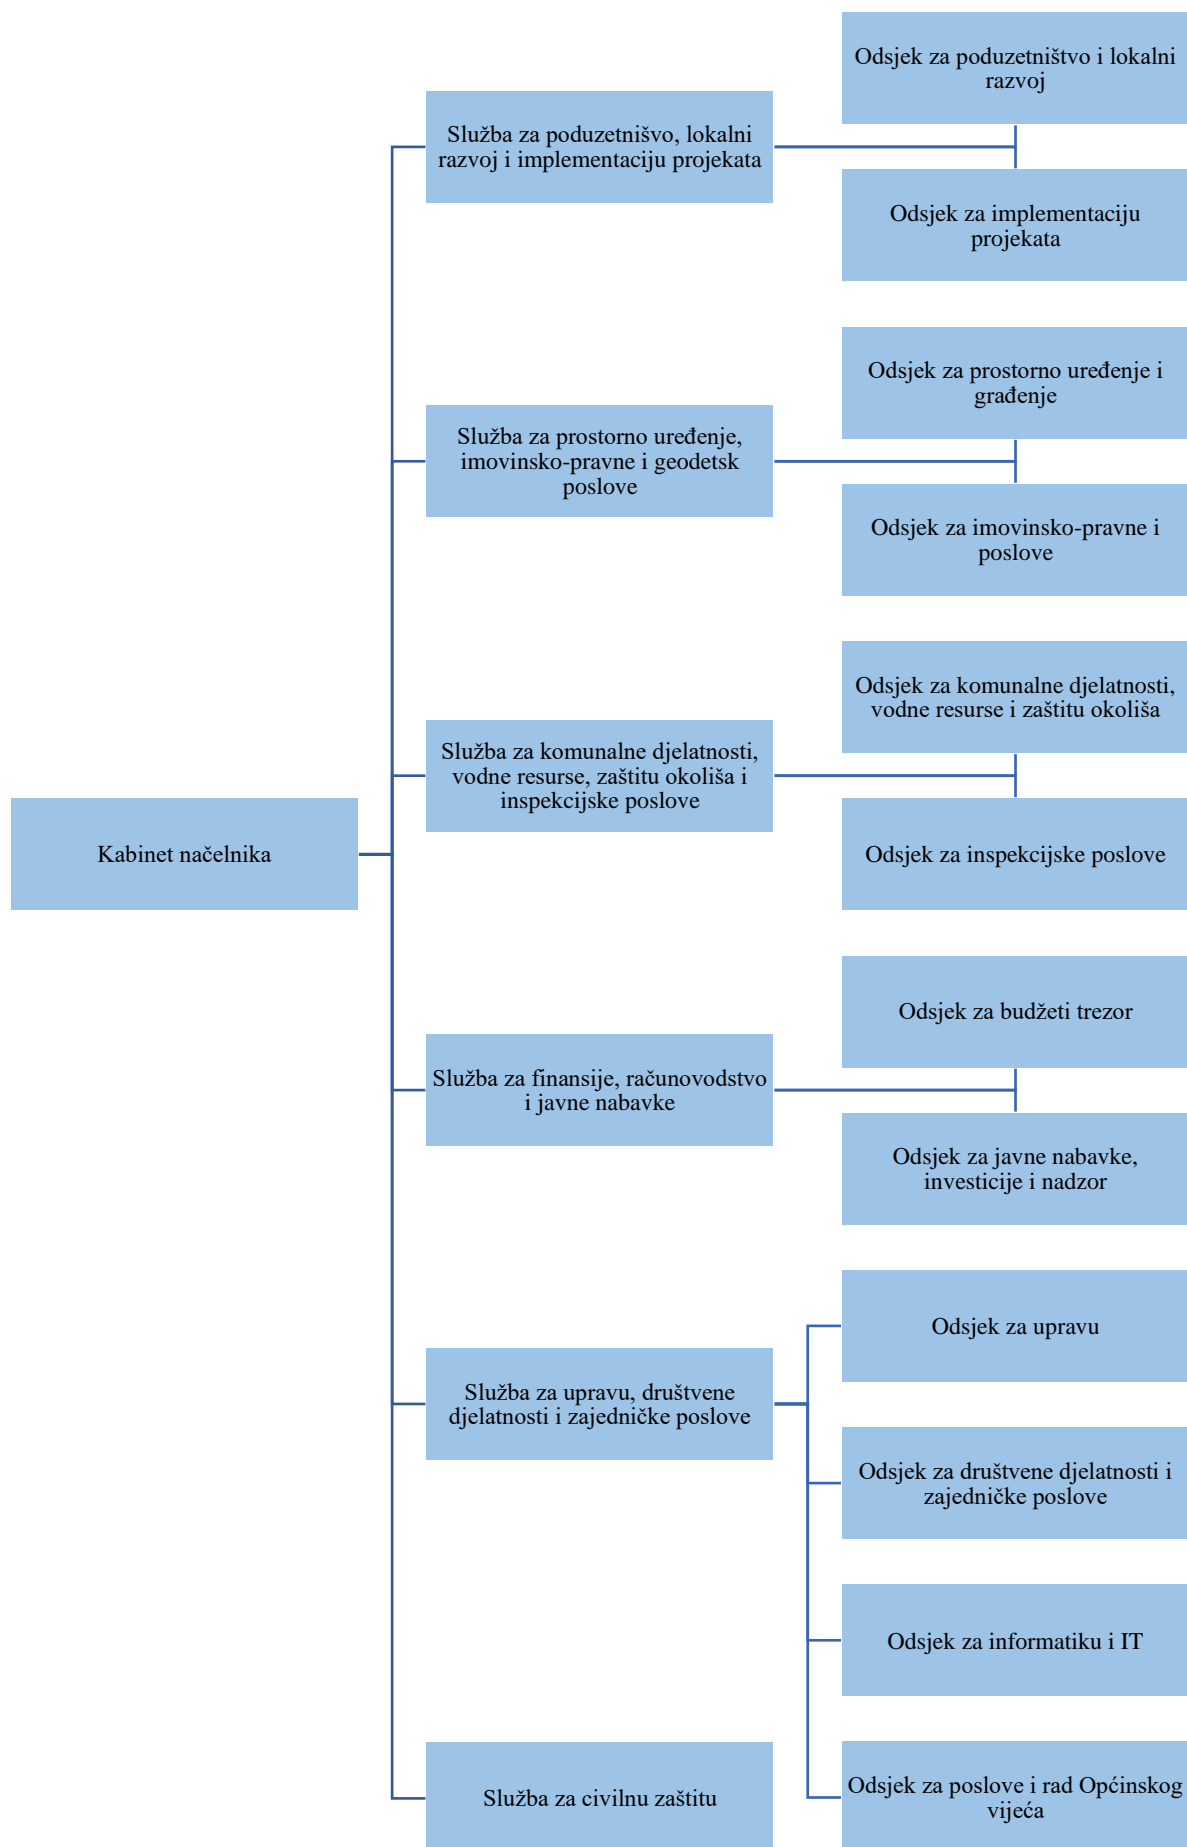 Kabinet načelnika
Služba za poduzetnišvo, lokalni
razvoj i implementaciju projekata
Odsjek za poduzetništvo i lokalni
razvoj
Odsjek za implementaciju
projekata
Služba za prostorno uređenje,
imovinsko-pravne i geodetsk
poslove
Odsjek za prostorno uređenje i
građenje
Odsjek za imovinsko-pravne i
poslove
Služba za komunalne djelatnosti,
vodne resurse, zaštitu okoliša i
inspekcijske poslove
Odsjek za komunalne djelatnosti,
vodne resurse i zaštitu okoliša
Odsjek za inspekcijske poslove
Služba za finansije, računovodstvo
i javne nabavke
Odsjek za budžeti trezor
Odsjek za javne nabavke,
investicije i nadzor
Služba za upravu, društvene
djelatnosti i zajedničke poslove
Odsjek za upravu
Odsjek za društvene djelatnosti i
zajedničke poslove
Odsjek za informatiku i IT
Odsjek za poslove i rad Općinskog
vijeća
Služba za civilnu zaštitu